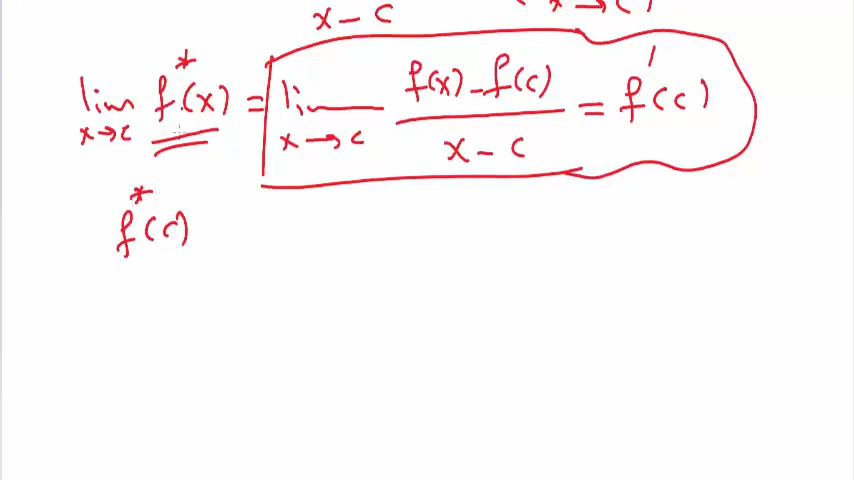 x - c x → c)
lim x→c f*(x) = lim x→c (f(x) - f(c)) / (x - c) = f'(c)
f*(c)